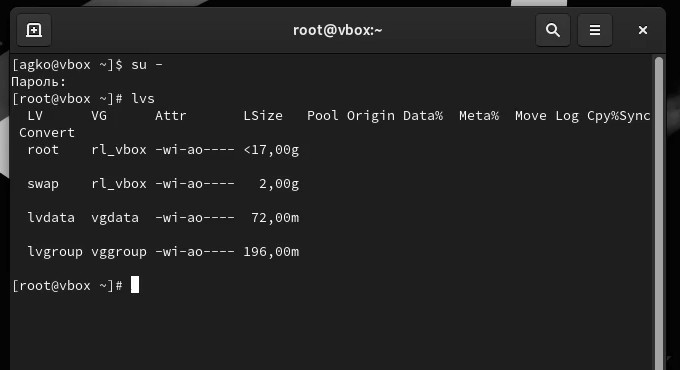 root@vbox:~
[agko@vbox ~]$ su -
Пароль:
[root@vbox ~]# lvs
  LV      VG      Attr       LSize   Pool Origin Data%  Meta%  Move Log Cpy%Sync
 Convert
  root    rl_vbox -wi-ao---- <17,00g
  swap    rl_vbox -wi-ao----   2,00g
  lvdata  vgdata  -wi-ao----  72,00m
  lvgroup vggroup -wi-ao---- 196,00m
[root@vbox ~]#